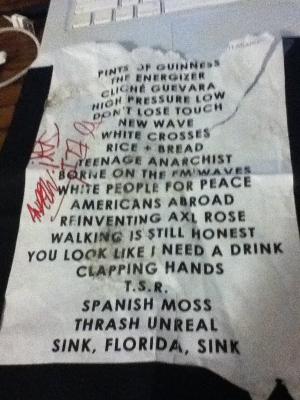 PINTS OF GUINNESS
THE ENERGIZER
CLICHÉ GUEVARA
HIGH PRESSURE LOW
DON'T LOSE TOUCH
NEW WAVE
WHITE CROSSES
RICE + BREAD
TEENAGE ANARCHIST
BORNE ON THE FM WAVES
WHITE PEOPLE FOR PEACE
AMERICANS ABROAD
REINVENTING AXL ROSE
WALKING IS STILL HONEST
YOU LOOK LIKE I NEED A DRINK
CLAPPING HANDS
T.S.R.
SPANISH MOSS
THRASH UNREAL
SINK, FLORIDA, SINK